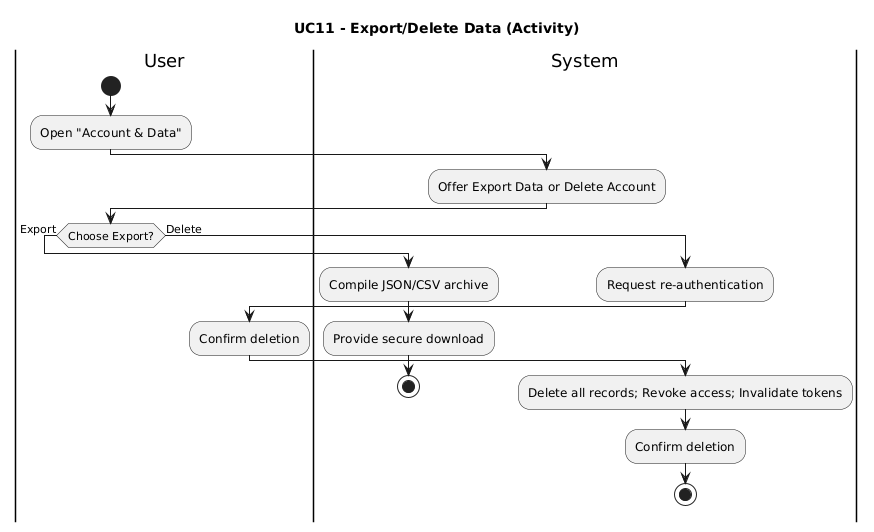 UC11 - Export/Delete Data (Activity)
User
System
Open "Account & Data"
Offer Export Data or Delete Account
Export
Choose Export?
Delete
Compile JSON/CSV archive
Request re-authentication
Confirm deletion
Provide secure download
Delete all records; Revoke access; Invalidate tokens
Confirm deletion